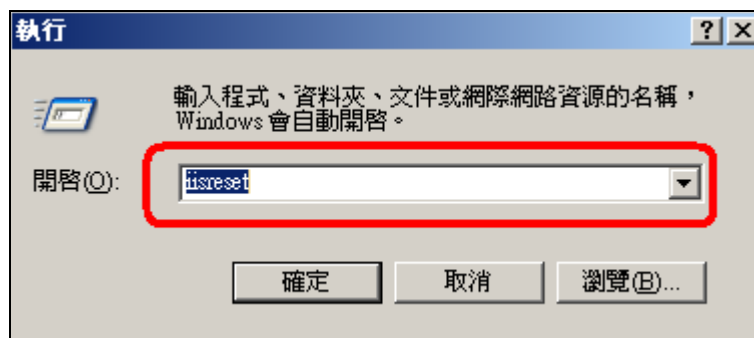 執行
輸入程式、資料夾、文件或網際網路資源的名稱，
Windows 會自動開啓。
開啓(O):
iisreset
確定
取消
瀏覽(B)...